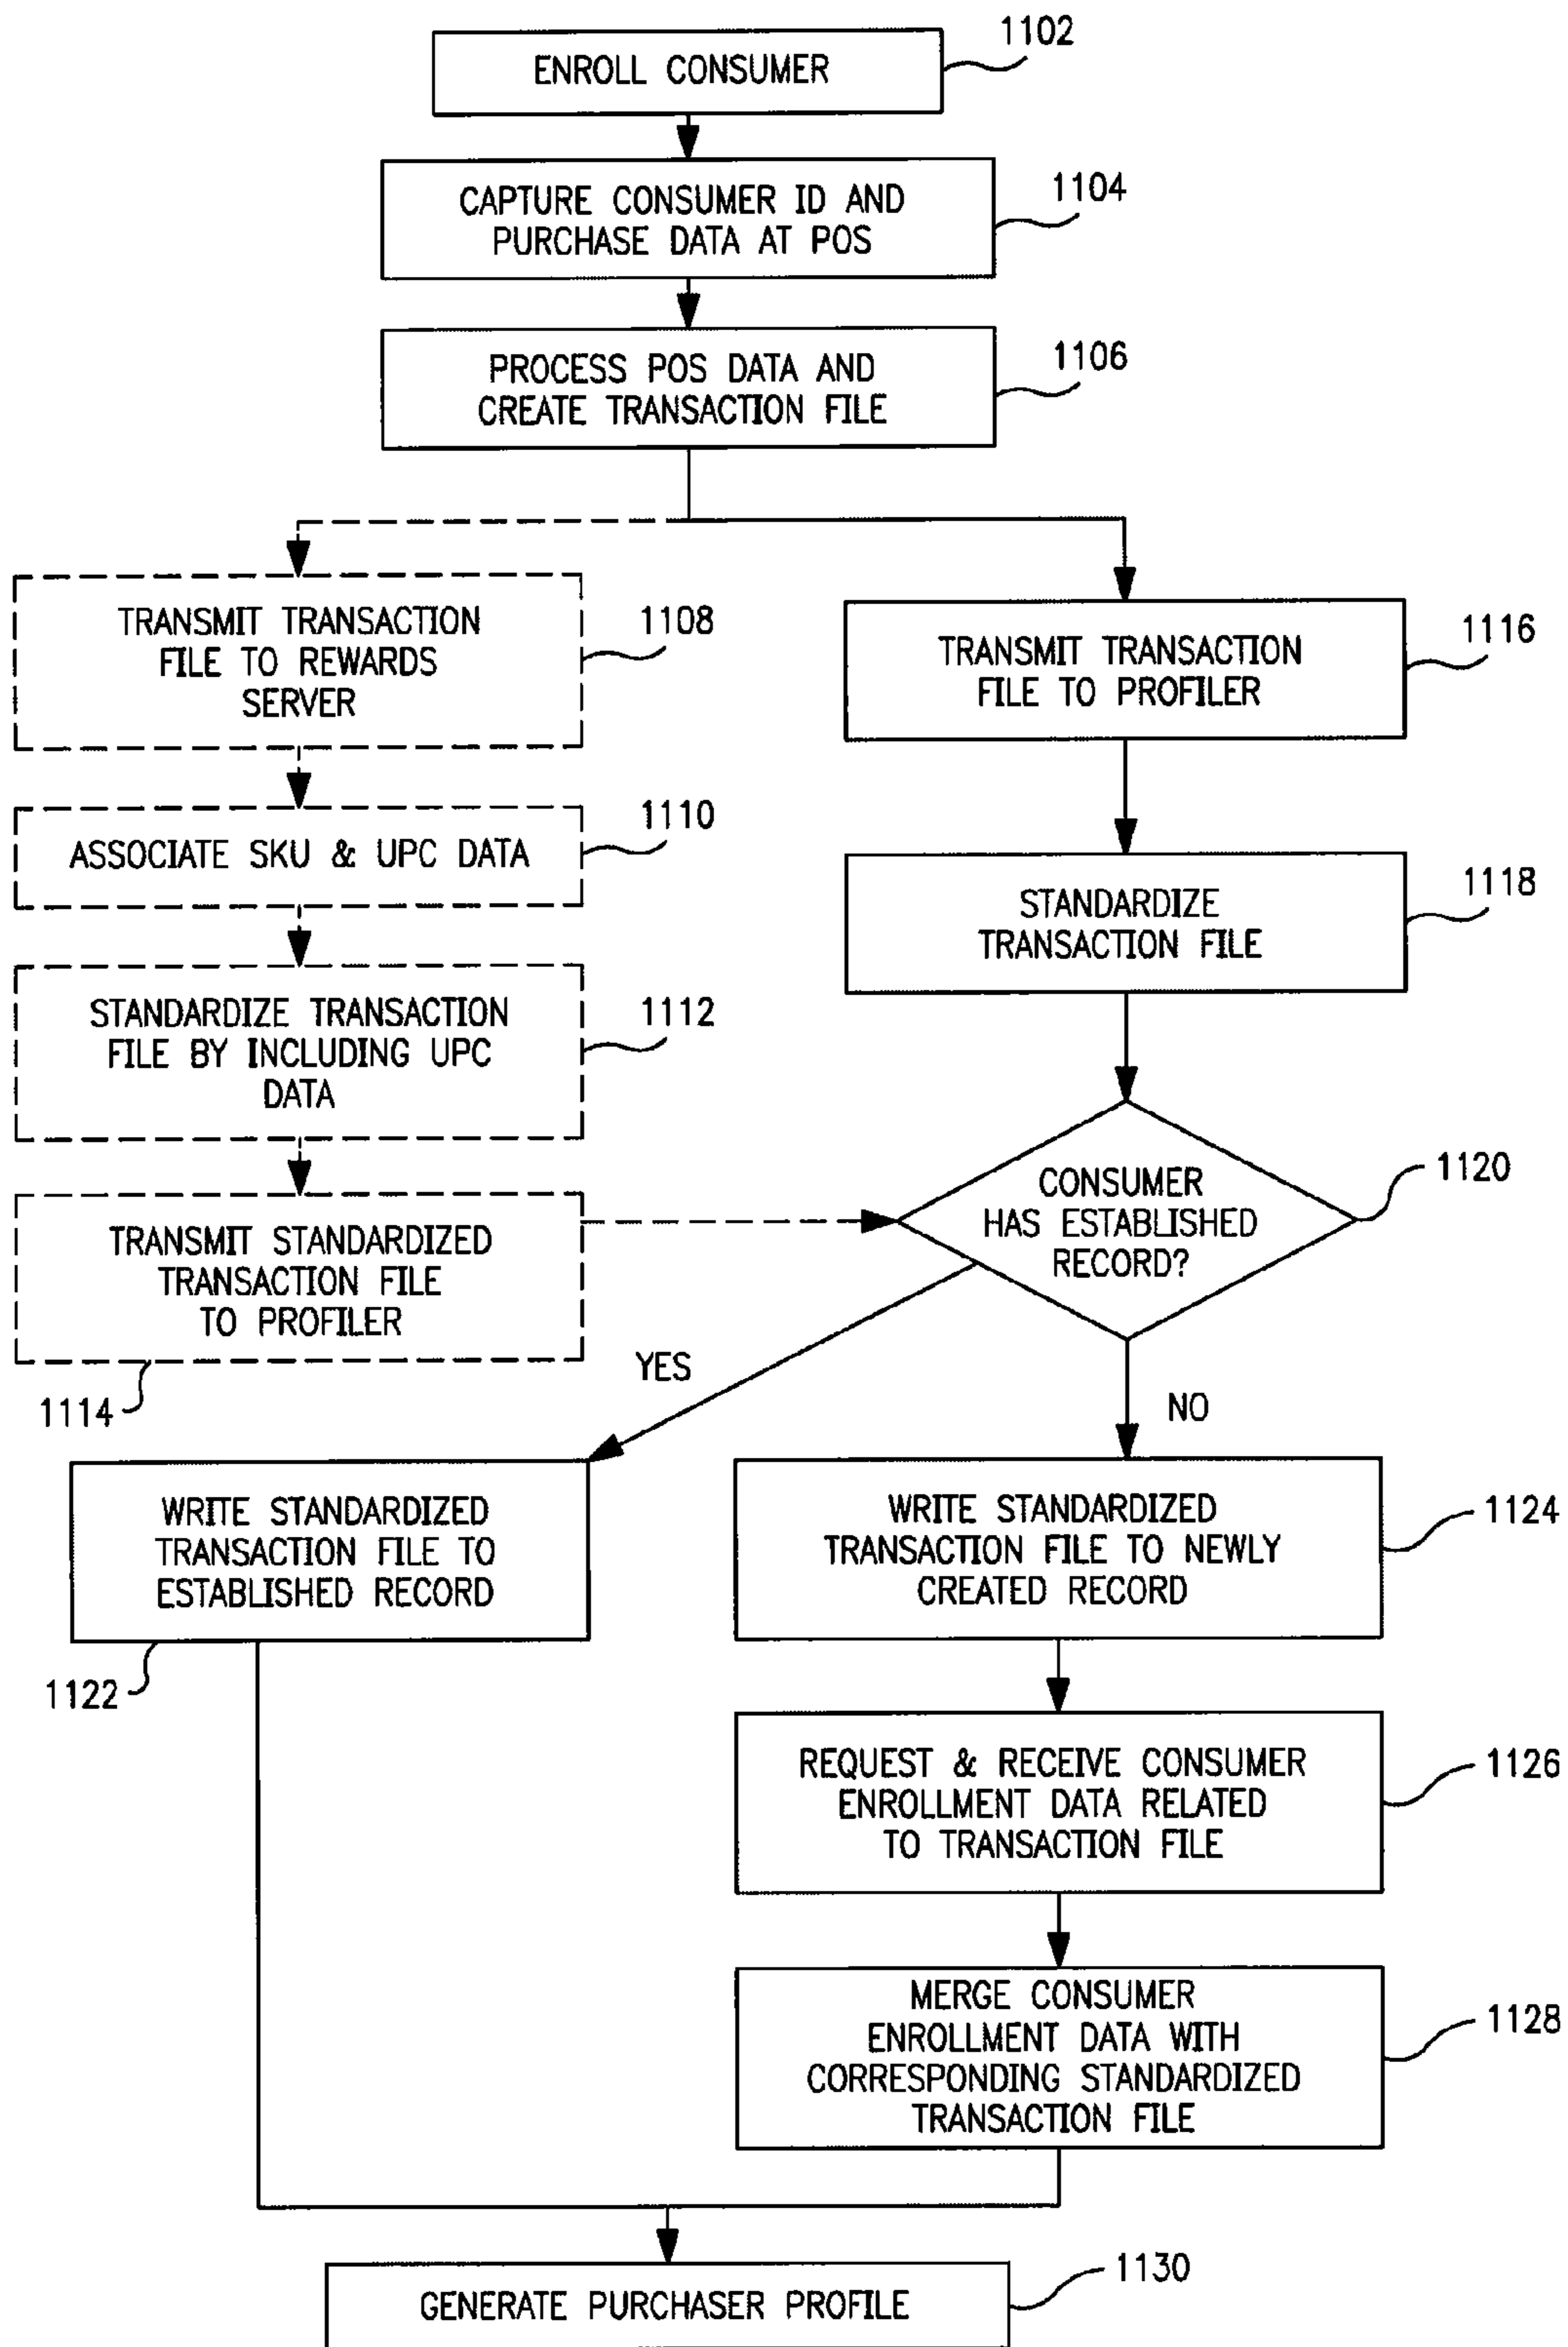 1102
ENROLL CONSUMER
1104
CAPTURE CONSUMER ID AND
PURCHASE DATA AT POS
1106
PROCESS POS DATA AND
CREATE TRANSACTION FILE
1108
TRANSMIT TRANSACTION
FILE TO REWARDS
SERVER
1110
ASSOCIATE SKU & UPC DATA
1112
STANDARDIZE TRANSACTION
FILE BY INCLUDING UPC
DATA
TRANSMIT STANDARDIZED
TRANSACTION FILE
TO PROFILER
1114
1116
TRANSMIT TRANSACTION
FILE TO PROFILER
1118
STANDARDIZE
TRANSACTION FILE
1120
CONSUMER
HAS ESTABLISHED
RECORD?
YES
NO
WRITE STANDARDIZED
TRANSACTION FILE TO
ESTABLISHED RECORD
1122
1124
WRITE STANDARDIZED
TRANSACTION FILE TO NEWLY
CREATED RECORD
1126
REQUEST & RECEIVE CONSUMER
ENROLLMENT DATA RELATED
TO TRANSACTION FILE
1128
MERGE CONSUMER
ENROLLMENT DATA WITH
CORRESPONDING STANDARDIZED
TRANSACTION FILE
1130
GENERATE PURCHASER PROFILE